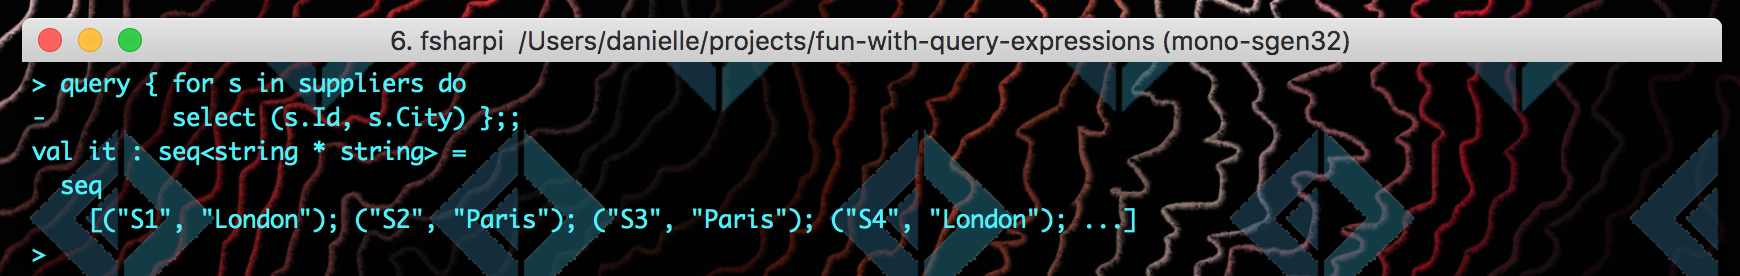 6. fsharpi /Users/danielle/projects/fun-with-query-expressions (mono-sgen32)
> query { for s in suppliers do
-         select (s.Id, s.City) };;
val it : seq<string * string> =
  seq
    [("S1", "London"); ("S2", "Paris"); ("S3", "Paris"); ("S4", "London"); ...]
>